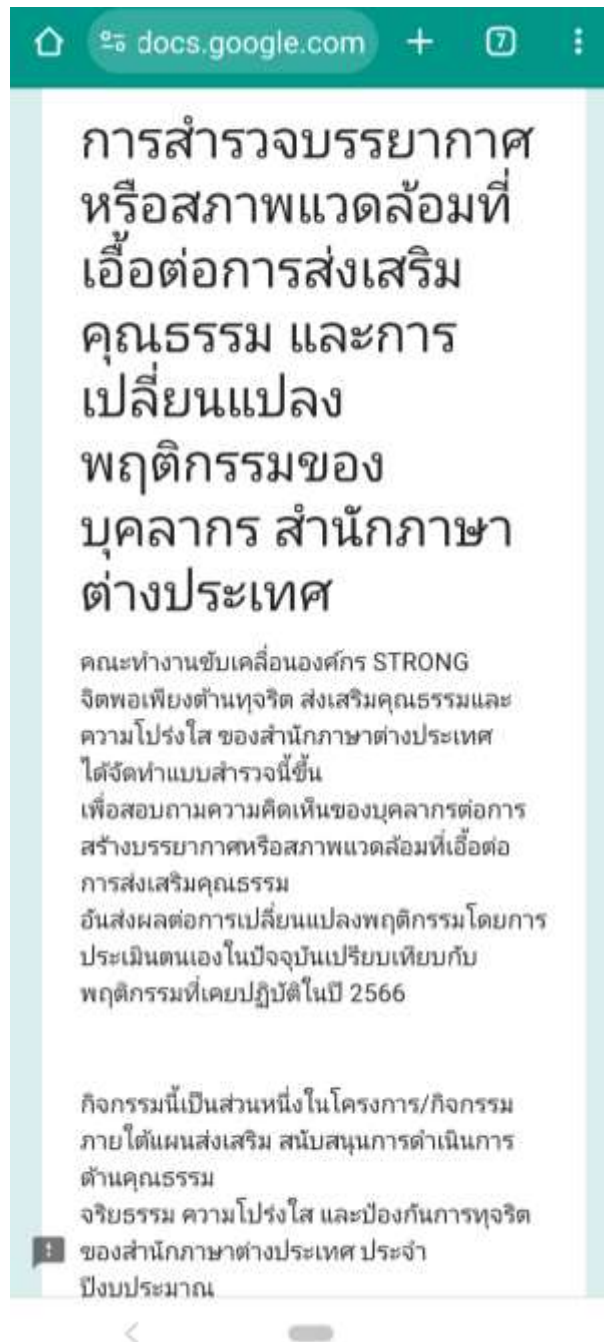 docs.google.com
7
การสำรวจบรรยากาศ
หรือสภาพแวดล้อมที่
เอื้อต่อการส่งเสริม
คุณธรรม และการ
เปลี่ยนแปลง
พฤติกรรมของ
บุคลากร สำนักภาษา
ต่างประเทศ
คณะทำงานขับเคลื่อนองค์กร STRONG
จิตพอเพียงต้านทุจริต ส่งเสริมคุณธรรมและ
ความโปร่งใส ของสำนักภาษาต่างประเทศ
ได้จัดทำแบบสำรวจนี้ขึ้น
เพื่อสอบถามความคิดเห็นของบุคลากรต่อการ
สร้างบรรยากาศหรือสภาพแวดล้อมที่เอื้อต่อ
การส่งเสริมคุณธรรม
อันส่งผลต่อการเปลี่ยนแปลงพฤติกรรมโดยการ
ประเมินตนเองในปัจจุบันเปรียบเทียบกับ
พฤติกรรมที่เคยปฏิบัติในปี 2566
กิจกรรมนี้เป็นส่วนหนึ่งในโครงการ/กิจกรรม
ภายใต้แผนส่งเสริม สนับสนุนการดำเนินการ
ด้านคุณธรรม
จริยธรรม ความโปร่งใส และป้องกันการทุจริต
ของสำนักภาษาต่างประเทศ ประจำ
ปีงบประมาณ